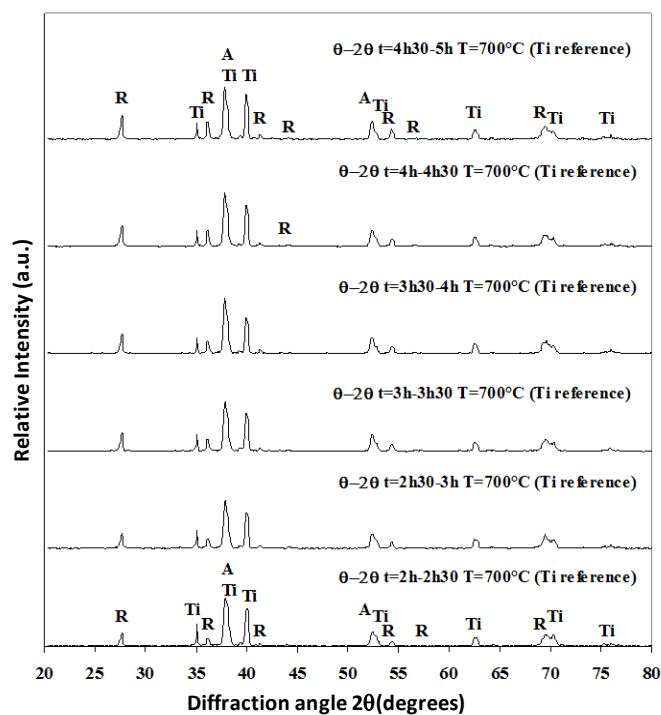 θ–2θ t=4h30-5h T=700°C (Ti reference)
A
Ti Ti
R Ti R R R
A Ti R R Ti R Ti Ti
θ–2θ t=4h-4h30 T=700°C (Ti reference)
R
θ–2θ t=3h30-4h T=700°C (Ti reference)
θ–2θ t=3h-3h30 T=700°C (Ti reference)
θ–2θ t=2h30-3h T=700°C (Ti reference)
θ–2θ t=2h-2h30 T=700°C (Ti reference)
A
Ti Ti
R Ti R R
A Ti R R Ti R Ti Ti
20 25 30 35 40 45 50 55 60 65 70 75 80
Diffraction angle 2θ(degrees)
Relative Intensity (a.u.)